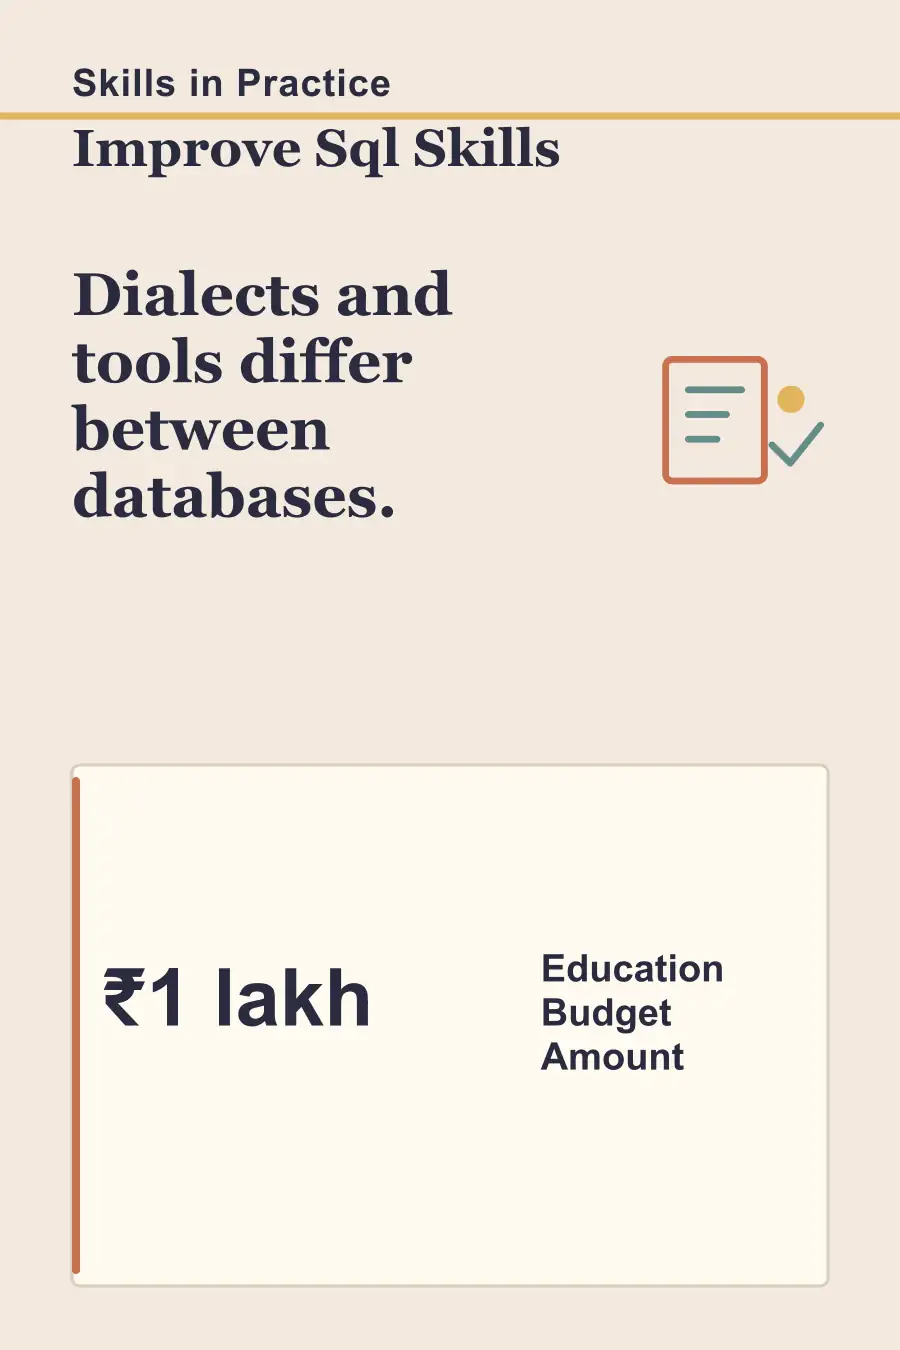 Skills in Practice
Improve Sql Skills
Dialects and
tools differ
between
databases.
₹1 lakh
Education
Budget
Amount